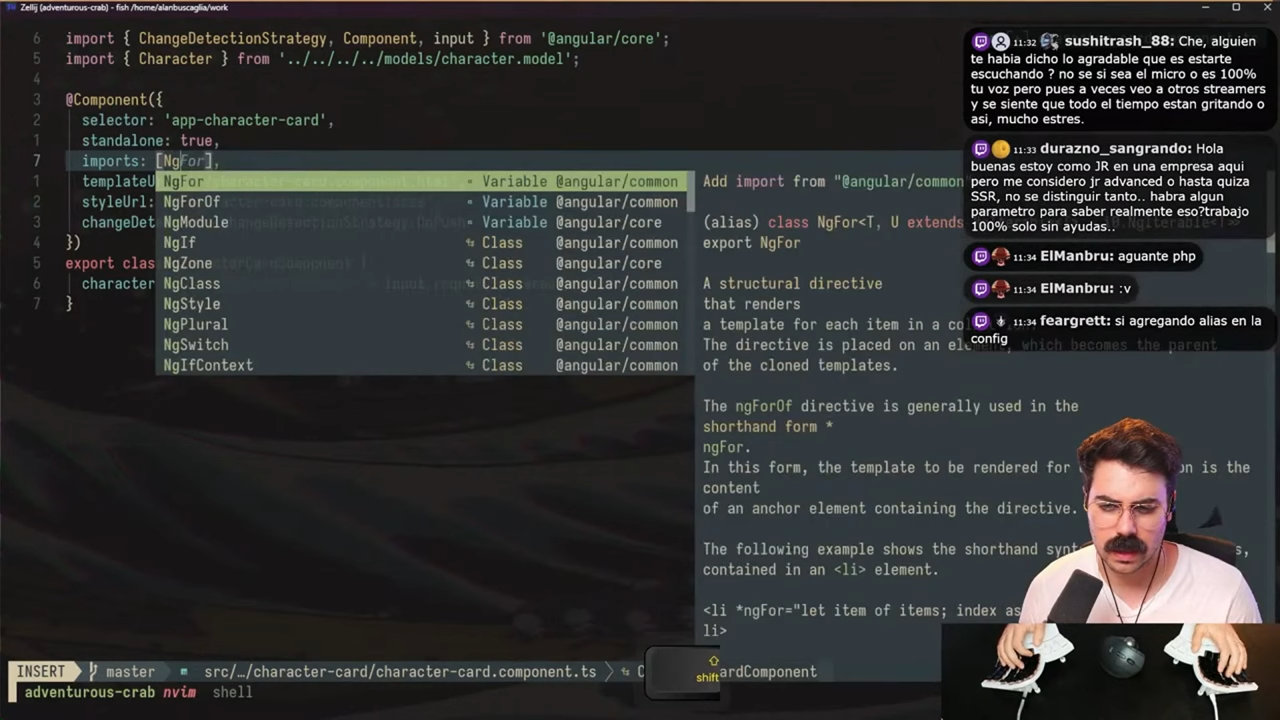 Zellij (adventurous-crab) - fish /home/alanbuscaglia/work
6 import { ChangeDetectionStrategy, Component, input } from '@angular/core';
5 import { Character } from '../../../../models/character.model';
4
3 @Component({
2 selector: 'app-character-card',
1 standalone: true,
7 imports: [NgFor],
1 templateU
2 styleUrl:
3 changeDet
4 })
5 export clas
6 character
7 }
NgFor Variable @angular/common
NgForOf Variable @angular/common
NgModule Variable @angular/core
NgIf Class @angular/common
NgZone Class @angular/core
NgClass Class @angular/common
NgStyle Class @angular/common
NgPlural Class @angular/common
NgSwitch Class @angular/common
NgIfContext Class @angular/common
Add import from "@angular/common
(alias) class NgFor<T, U extends
export NgFor
A structural directive
that renders
a template for each item in a
The directive is placed on an element, which becomes the parent
of the cloned templates.
The ngForOf directive is generally used in the
shorthand form *
ngFor.
In this form, the template to be rendered for is the
content
of an anchor element containing the directive.
The following example shows the shorthand
contained in an <li> element.
<li *ngFor="let item of items; index as
li>
11:32 sushitrash_88: Che, alguien
te habia dicho lo agradable que es estarte
escuchando ? no se si sea el micro o es 100%
tu voz pero pues a veces veo a otros streamers
y se siente que todo el tiempo estan gritando o
asi, mucho estres.
11:33 durazno_sangrando: Hola
buenas estoy como JR en una empresa aqui
pero me considero jr advanced o hasta quiza
SSR, no se distinguir tanto.. habra algun
parametro para saber realmente eso?trabajo
100% solo sin ayudas..
11:34 ElManbru: aguante php
11:34 ElManbru: :v
11:34 feargrett: si agregando alias en la
config
INSERT master src/…/character-card/character-card.component.ts C ardComponent
shift
adventurous-crab nvim shell